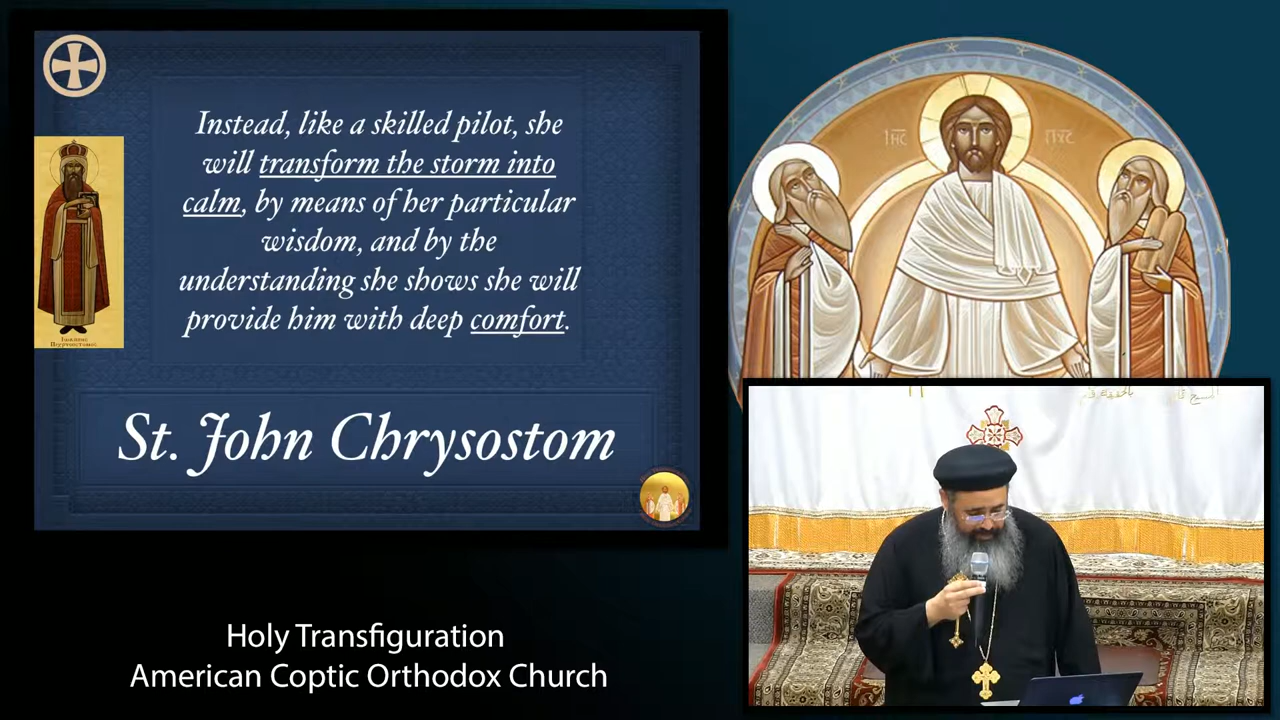 Instead, like a skilled pilot, she
will transform the storm into
calm, by means of her particular
wisdom, and by the
understanding she shows she will
provide him with deep comfort.
St. John Chrysostom
Holy Transfiguration
American Coptic Orthodox Church